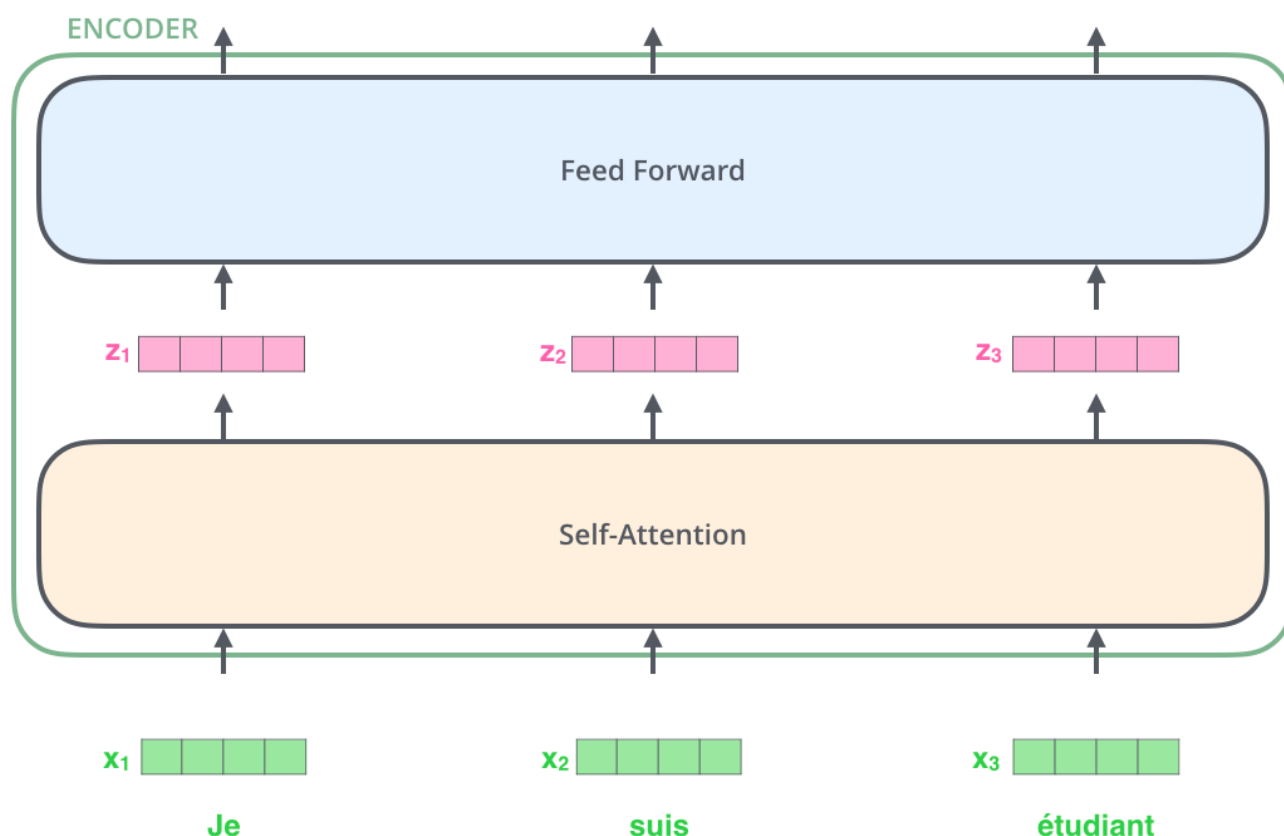 ENCODER
Feed Forward
z₁ z₂ z₃
Self-Attention
x₁ x₂ x₃
Je suis étudiant